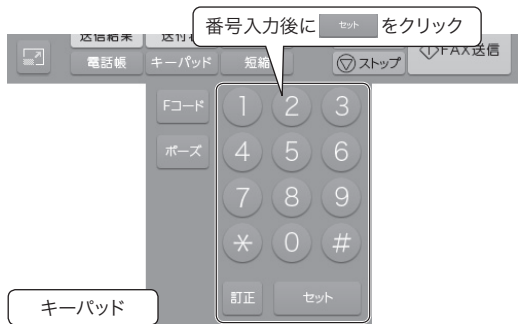 番号入力後に セット をクリック
送信結果
FAX送信
電話帳
キーパッド
短縮
ストップ
Fコード
1
2
3
ポーズ
4
5
6
7
8
9
*
0
#
訂正
セット
キーパッド